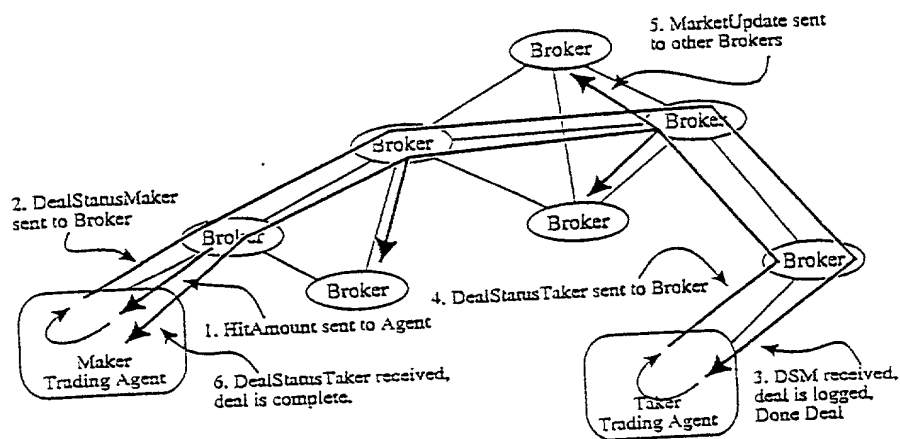 5. MarketUpdate sent
to other Brokers
Broker
Broker
Broker
2. DealStatusMaker
sent to Broker
Broker
Broker
Broker
Broker
4. DealStatusTaker sent to Broker
1. HitAmount sent to Agent
Maker
Trading Agent
6. DealStatusTaker received,
deal is complete.
3. DSM received,
deal is logged,
Done Deal
Taker
Trading Agent